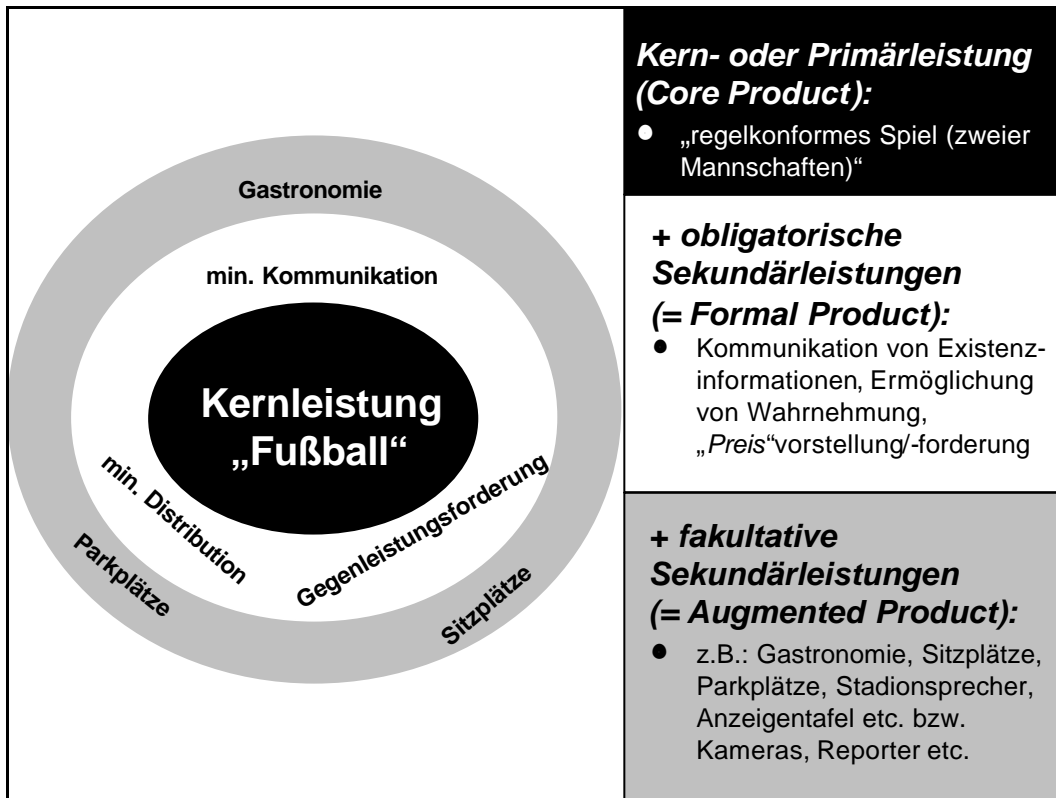 Gastronomie
min. Kommunikation
Kernleistung
„Fußball“
min. Distribution
Gegenleistungsforderung
Parkplätze
Sitzplätze
Kern- oder Primärleistung
(Core Product):
● „regelkonformes Spiel (zweier
Mannschaften)“
+ obligatorische
Sekundärleistungen
(= Formal Product):
● Kommunikation von Existenz-
informationen, Ermöglichung
von Wahrnehmung,
„Preis“vorstellung/-forderung
+ fakultative
Sekundärleistungen
(= Augmented Product):
● z.B.: Gastronomie, Sitzplätze,
Parkplätze, Stadionsprecher,
Anzeigentafel etc. bzw.
Kameras, Reporter etc.